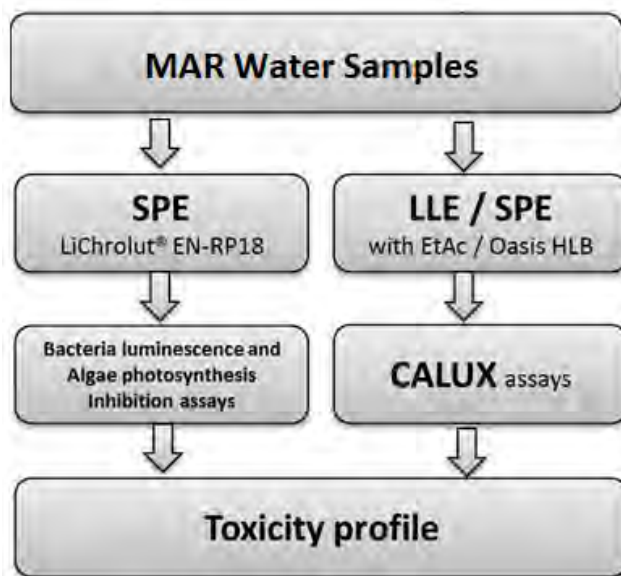 MAR Water Samples
SPE
LiChrolut® EN-RP18
LLE / SPE
with EtAc / Oasis HLB
Bacteria luminescence and
Algae photosynthesis
Inhibition assays
CALUX assays
Toxicity profile